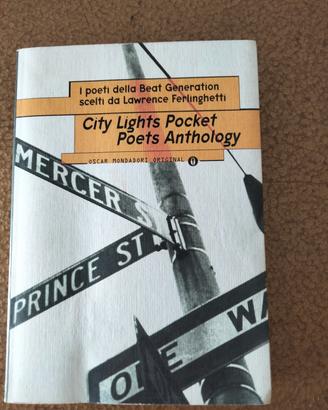 I poeti della Beat Generation
scelti da Lawrence Ferlinghetti
City Lights Pocket
Poets Anthology
OSCAR MONDADORI ORIGINAL
MERCER S
PRINCE ST
ONE WA